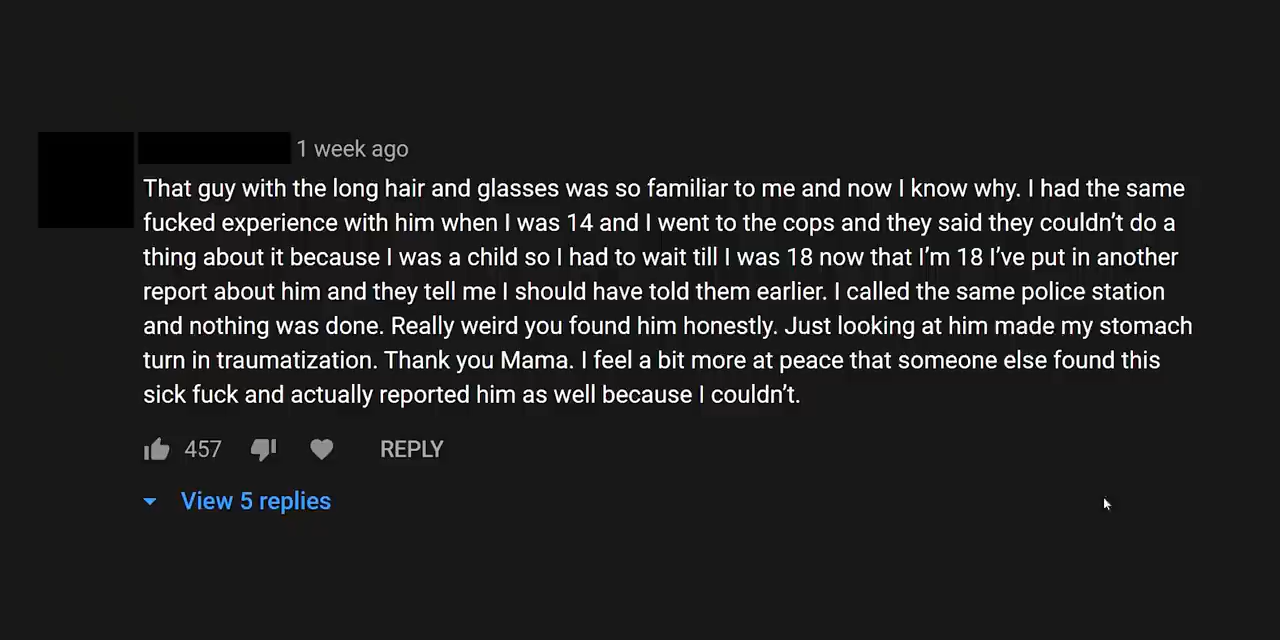 1 week ago
That guy with the long hair and glasses was so familiar to me and now I know why. I had the same
fucked experience with him when I was 14 and I went to the cops and they said they couldn’t do a
thing about it because I was a child so I had to wait till I was 18 now that I’m 18 I’ve put in another
report about him and they tell me I should have told them earlier. I called the same police station
and nothing was done. Really weird you found him honestly. Just looking at him made my stomach
turn in traumatization. Thank you Mama. I feel a bit more at peace that someone else found this
sick fuck and actually reported him as well because I couldn’t.
457 REPLY
View 5 replies